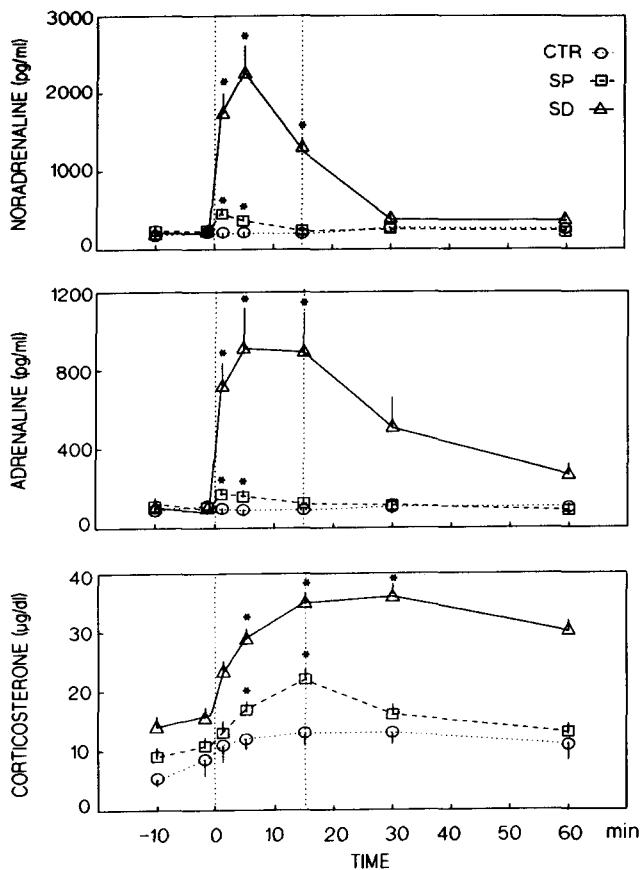 3000
2000
1000
0
NORADRENALINE (pg/ml)
CTR
SP
SD
* * * * *
1200
800
400
0
ADRENALINE (pg/ml)
* * * * *
40
30
20
10
0
CORTICOSTERONE (µg/dl)
* * * * *
-10 0 10 20 30 40 50 60 min
TIME